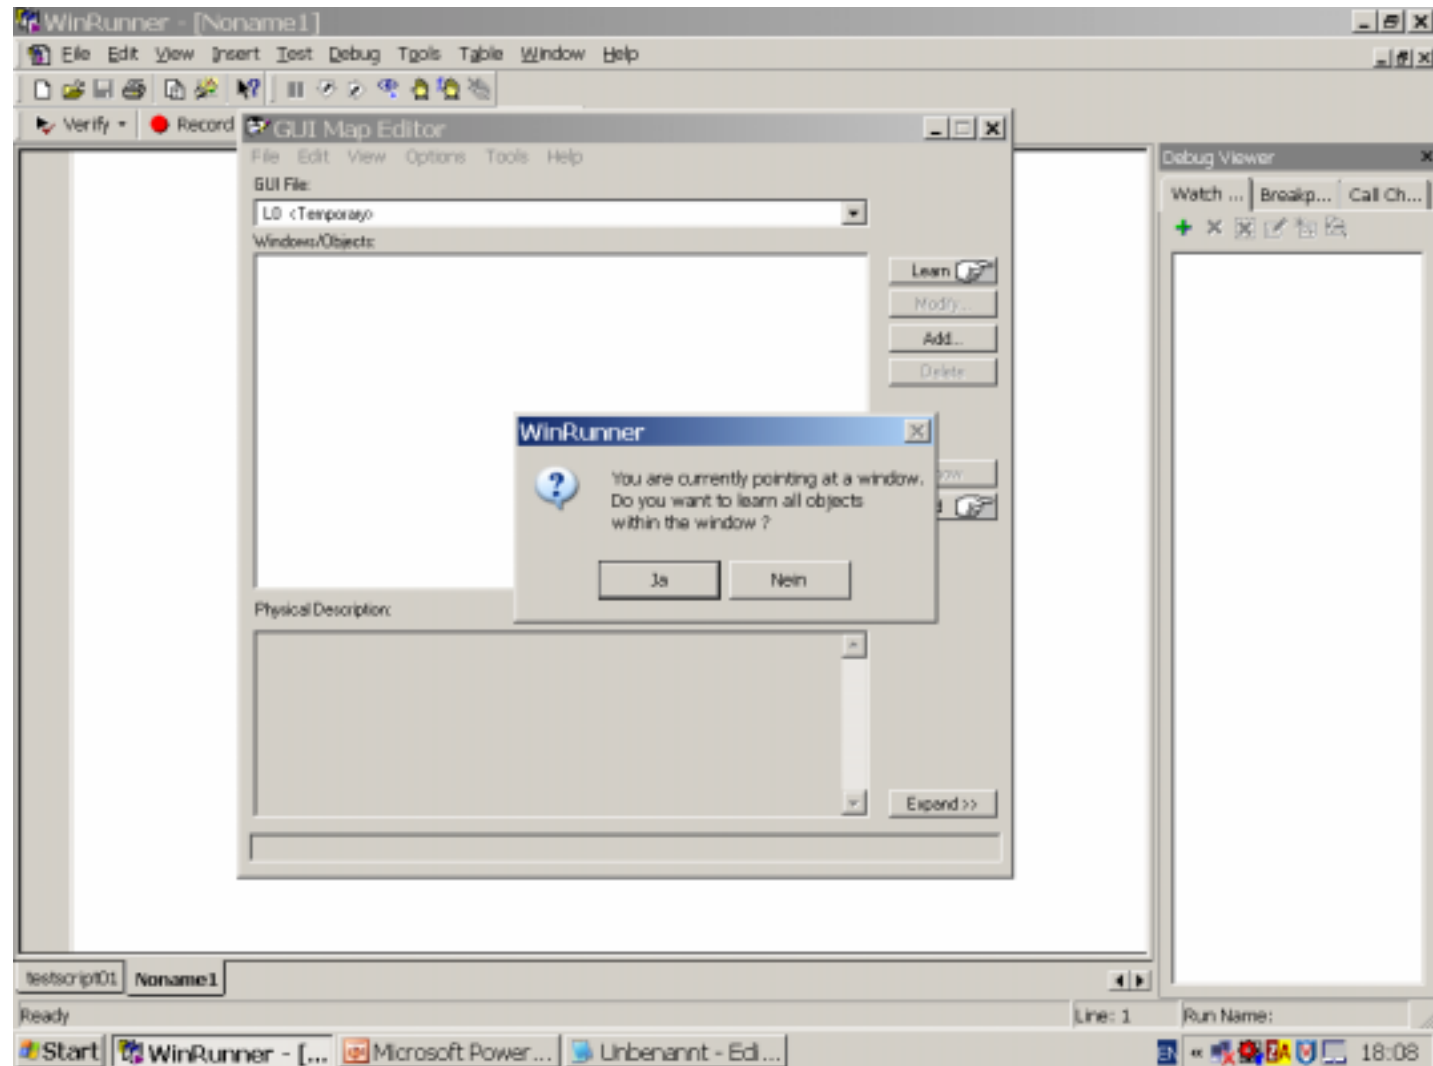 WinRunner - [Noname1]
File Edit View Insert Test Debug Tools Table Window Help
Verify Record
GUI Map Editor
File Edit View Options Tools Help
GUI File:
L0 <Temporary>
Windows/Objects:
Learn
Modify...
Add...
Delete
WinRunner
You are currently pointing at a window.
Do you want to learn all objects
within the window ?
Ja Nein
Physical Description:
Expand >>
Debug Viewer
Watch ... Breakp... Call Ch...
testscript01 Noname1
Ready Line: 1 Run Name:
Start WinRunner - [... Microsoft Power... Unbenannt - Edi... EN « 18:08